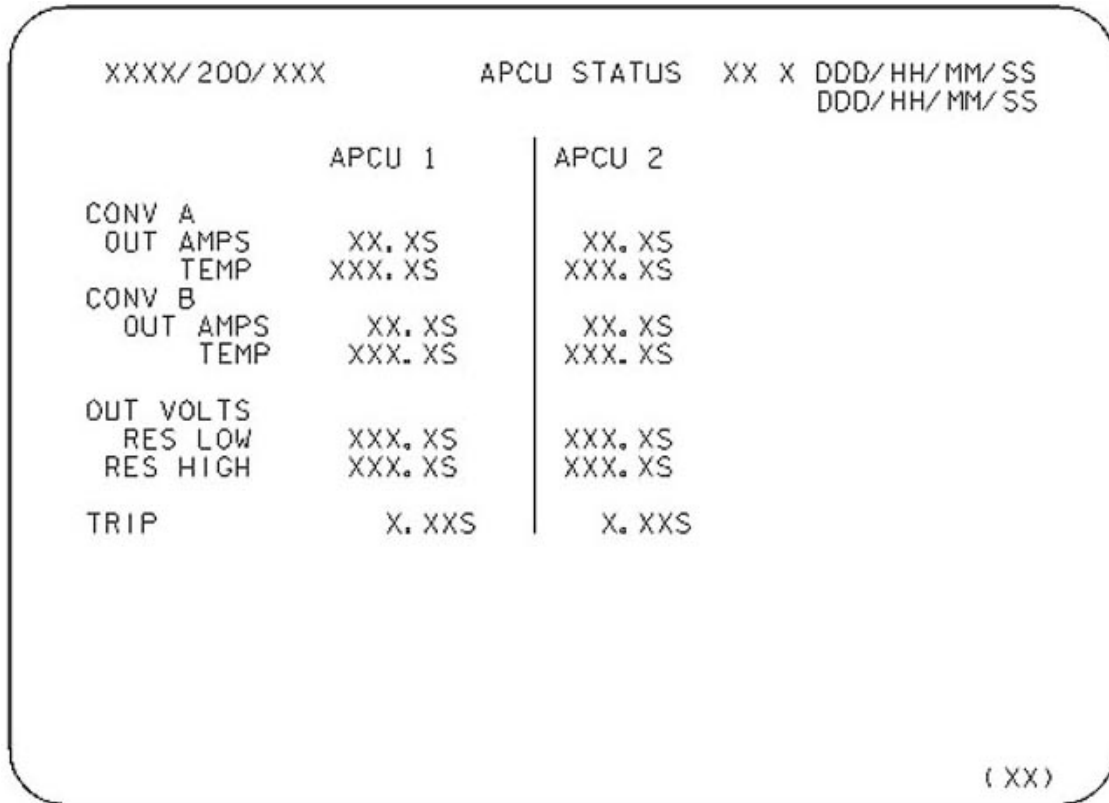 XXXX/200/XXX APCU STATUS XX X DDD/HH/MM/SS
DDD/HH/MM/SS
APCU 1 APCU 2
CONV A
OUT AMPS XX.XS XX.XS
TEMP XXX.XS XXX.XS
CONV B
OUT AMPS XX.XS XX.XS
TEMP XXX.XS XXX.XS
OUT VOLTS
RES LOW XXX.XS XXX.XS
RES HIGH XXX.XS XXX.XS
TRIP X.XXS X.XXS
(XX)